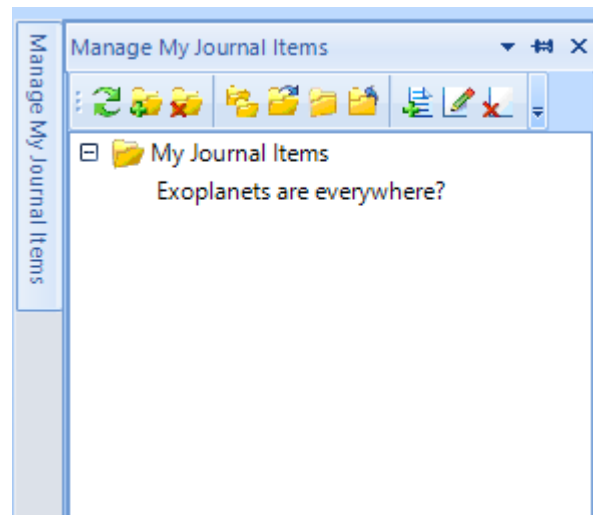 Manage My Journal Items
Manage My Journal Items
My Journal Items
Exoplanets are everywhere?